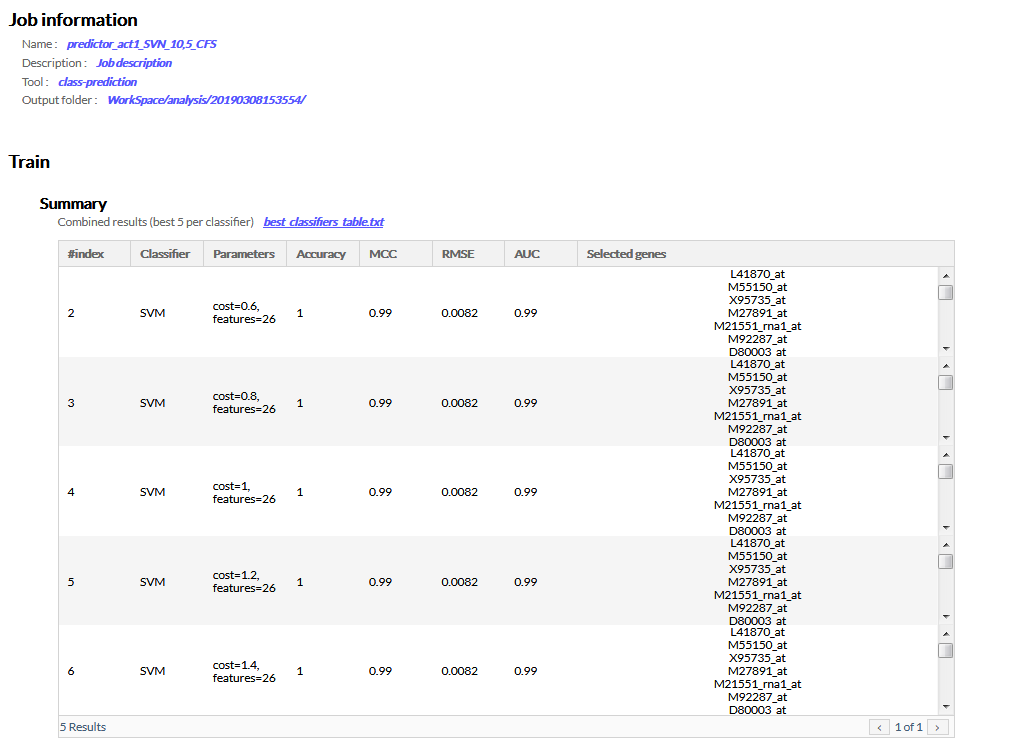 Job information
Name : predictor_act1_SVN_10,5_CFS
Description : Job description
Tool : class-prediction
Output folder : WorkSpace/analysis/20190308153554/
Train
Summary
Combined results (best 5 per classifier) best_classifiers_table.txt
#index Classifier Parameters Accuracy MCC RMSE AUC Selected genes
L41870_at
M55150_at
X95735_at
2 SVM cost=0.6, features=26 1 0.99 0.0082 0.99 M27891_at
M21551_rna1_at
M92287_at
D80003_at
L41870_at
M55150_at
X95735_at
3 SVM cost=0.8, features=26 1 0.99 0.0082 0.99 M27891_at
M21551_rna1_at
M92287_at
D80003_at
L41870_at
M55150_at
X95735_at
4 SVM cost=1, features=26 1 0.99 0.0082 0.99 M27891_at
M21551_rna1_at
M92287_at
D80003_at
L41870_at
M55150_at
X95735_at
5 SVM cost=1.2, features=26 1 0.99 0.0082 0.99 M27891_at
M21551_rna1_at
M92287_at
D80003_at
L41870_at
M55150_at
X95735_at
6 SVM cost=1.4, features=26 1 0.99 0.0082 0.99 M27891_at
M21551_rna1_at
M92287_at
D80003_at
5 Results ‹ 1 of 1 ›